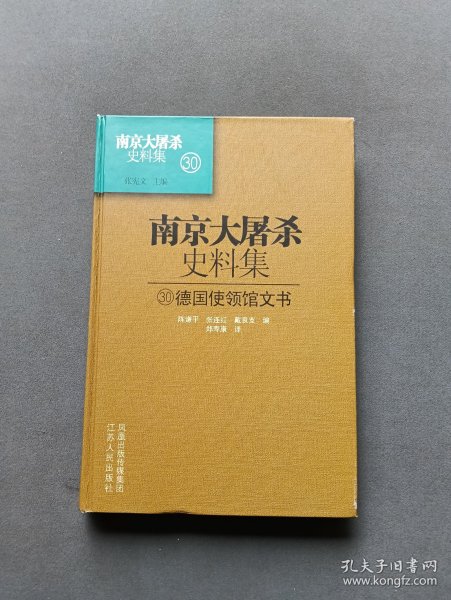 南京大屠杀
史料集
30
张宪文 主编
南京大屠杀
史料集
30德国使领馆文书
陈谦平 张连红 戴袁支 编
郑寿康 译
凤凰出版传媒集团
江苏人民出版社
孔夫子旧书网
www.kongfz.com